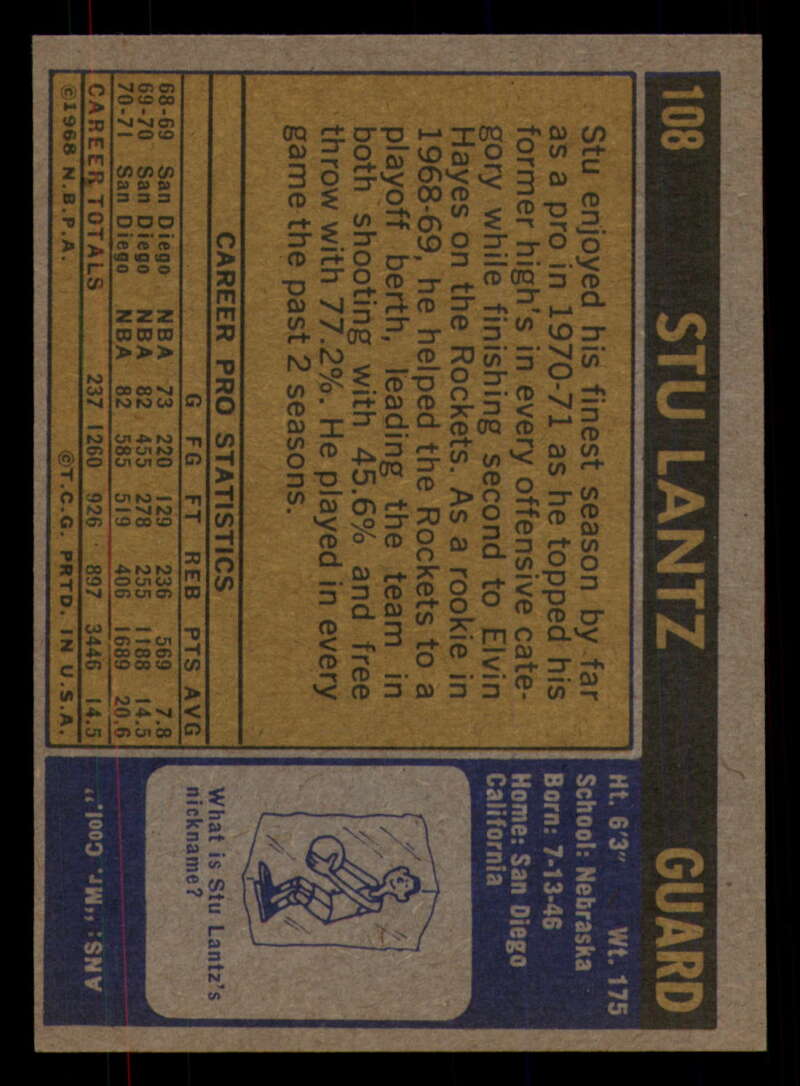 108 STU LANTZ GUARD
Stu enjoyed his finest season by far
as a pro in 1970-71 as he topped his
former high's in every offensive cate-
gory while finishing second to Elvin
Hayes on the Rockets. As a rookie in
1968-69, he helped the Rockets to a
playoff berth, leading the team in
both shooting with 45.6% and free
throw with 77.2%. He played in every
game the past 2 seasons.
CAREER PRO STATISTICS
G FG FT REB PTS AVG
68-69 San Diego NBA 73 220 129 236 569 7.8
69-70 San Diego NBA 82 455 278 255 1188 14.5
70-71 San Diego NBA 82 585 519 406 1689 20.6
CAREER TOTALS 237 1260 926 897 3446 14.5
©1968 N.B.P.A. ©T.C.G. PRTD. IN U.S.A.
Ht. 6'3" Wt. 175
School: Nebraska
Born: 7-13-46
Home: San Diego
California
What is Stu Lantz's
nickname?
ANS: "Mr. Cool."